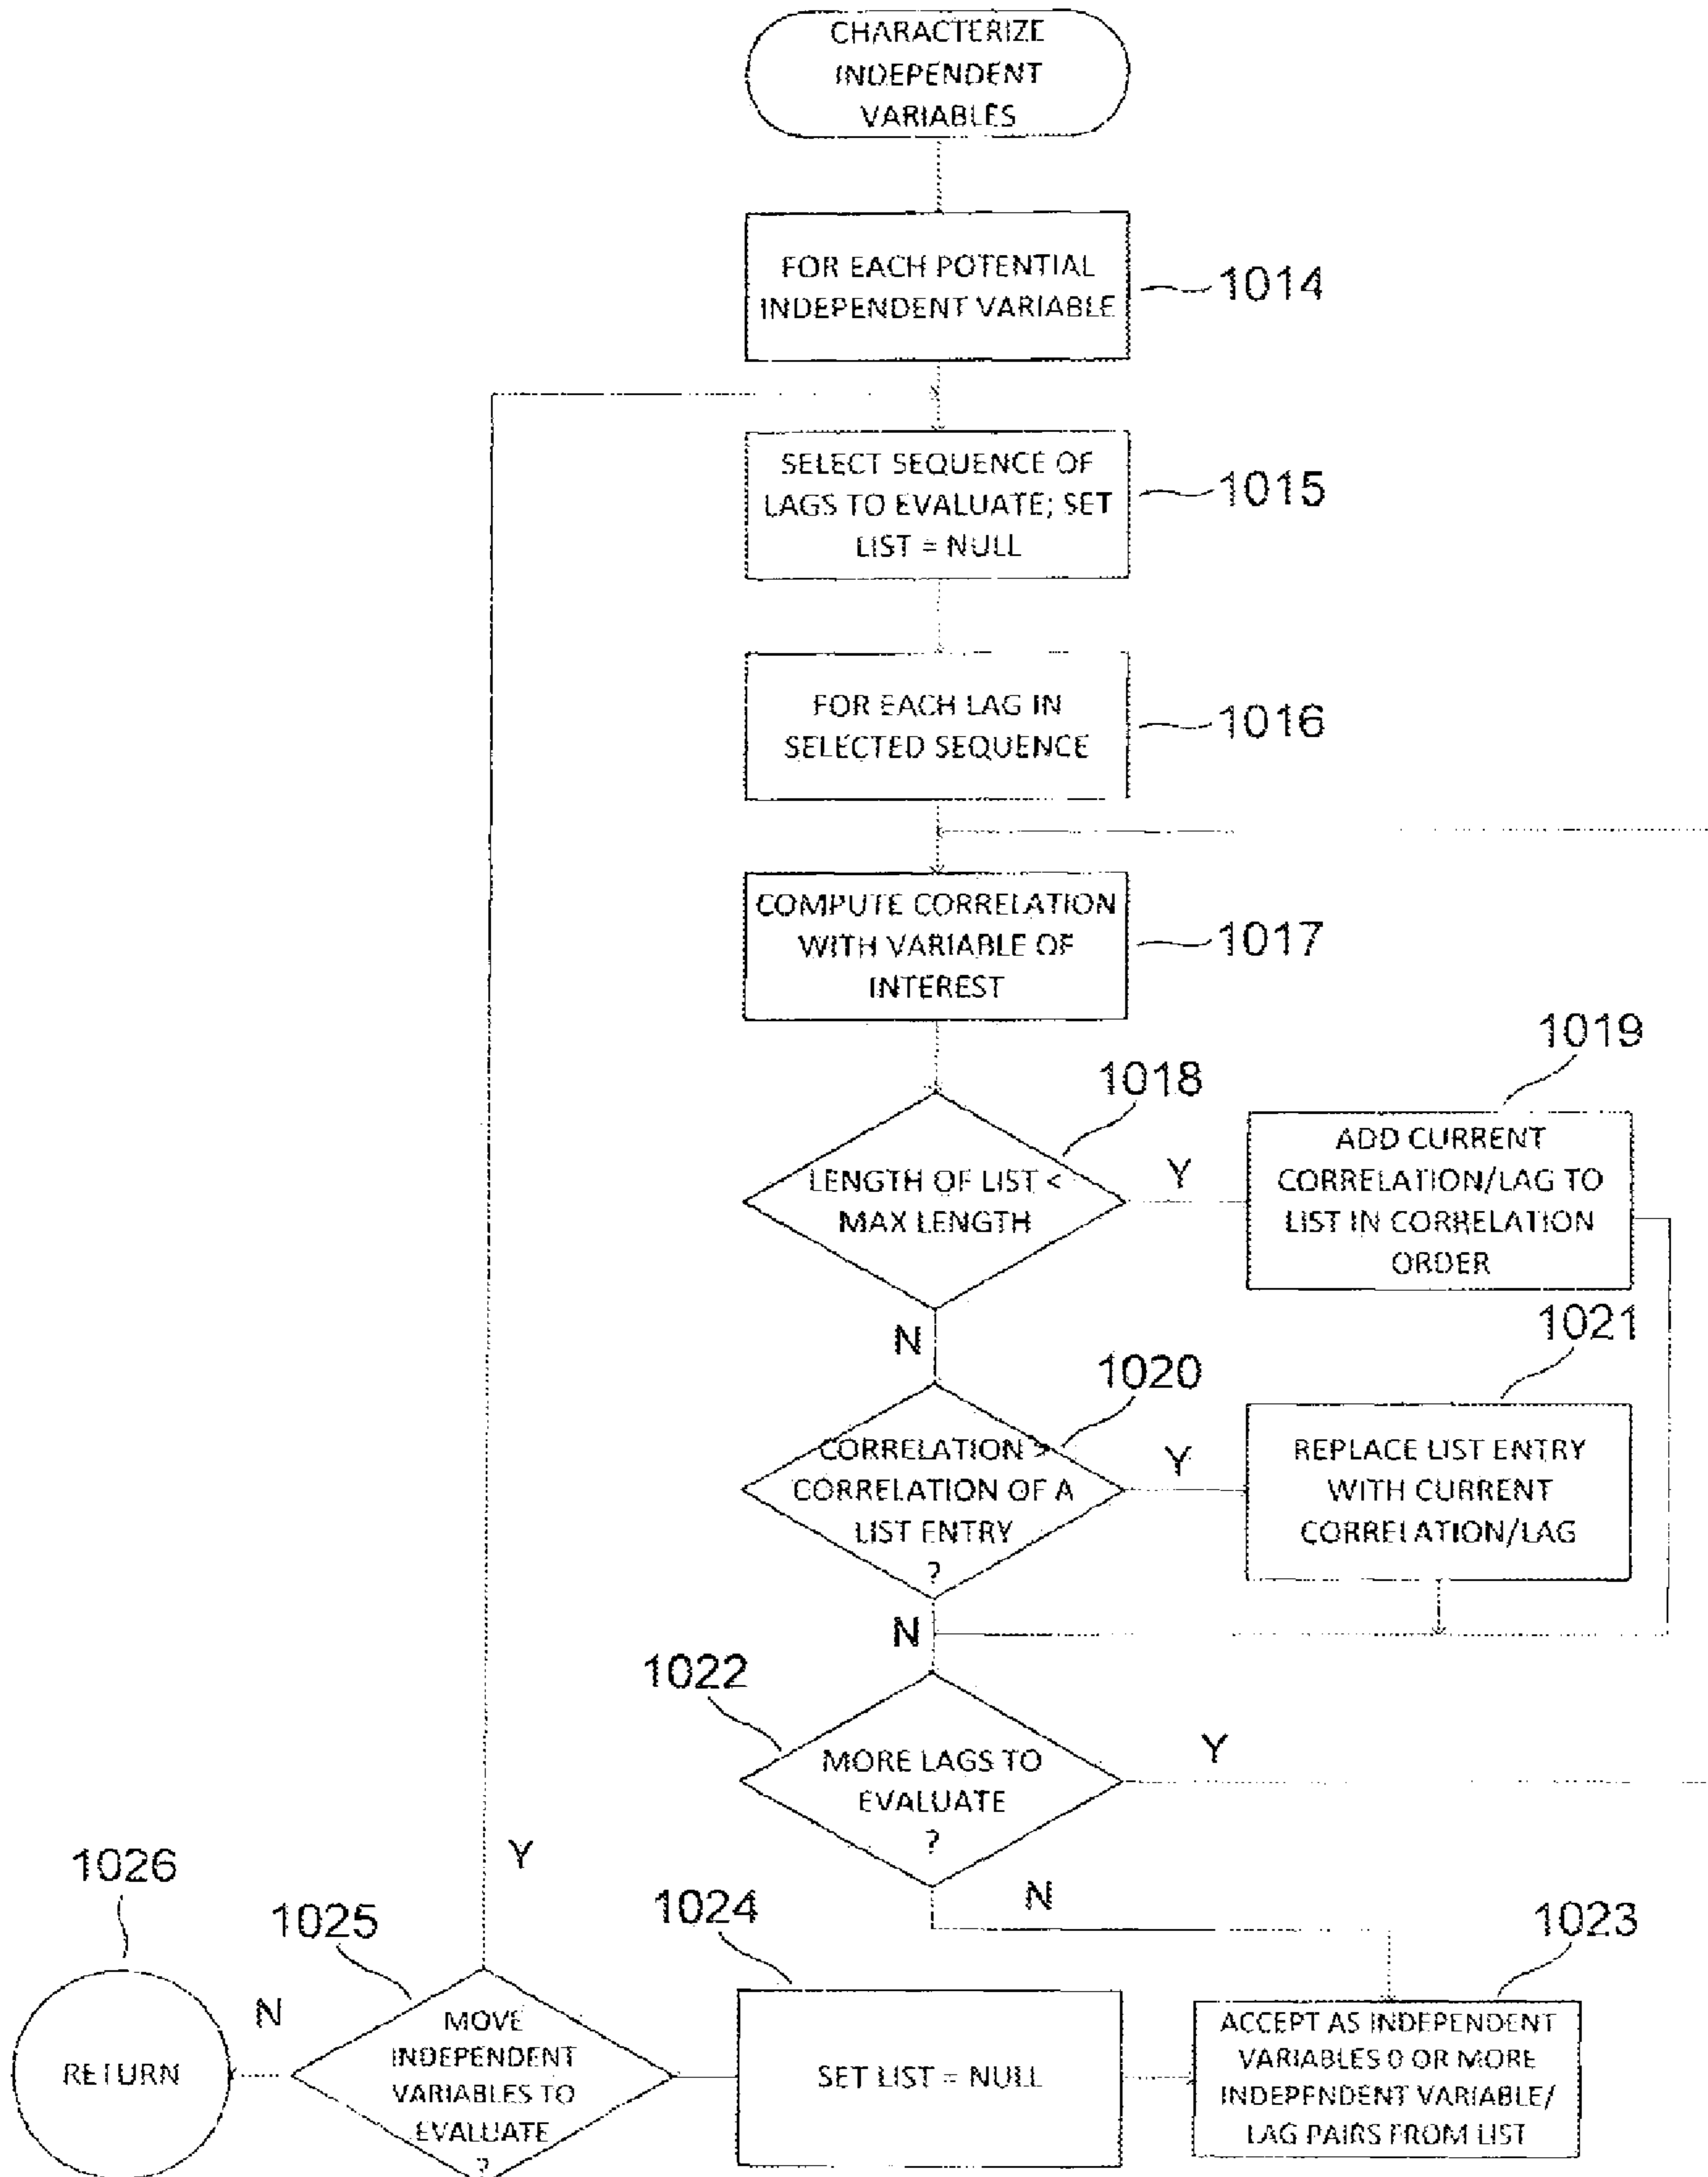 CHARACTERIZE
INDEPENDENT
VARIABLES
FOR EACH POTENTIAL
INDEPENDENT VARIABLE
1014
SELECT SEQUENCE OF
LAGS TO EVALUATE; SET
LIST = NULL
1015
FOR EACH LAG IN
SELECTED SEQUENCE
1016
COMPUTE CORRELATION
WITH VARIABLE OF
INTEREST
1017
1018
LENGTH OF LIST <
MAX LENGTH
Y
N
1019
ADD CURRENT
CORRELATION/LAG TO
LIST IN CORRELATION
ORDER
1020
CORRELATION >
CORRELATION OF A
LIST ENTRY
?
Y
N
1021
REPLACE LIST ENTRY
WITH CURRENT
CORRELATION/LAG
1022
MORE LAGS TO
EVALUATE
?
Y
N
1023
ACCEPT AS INDEPENDENT
VARIABLES 0 OR MORE
INDEPENDENT VARIABLE/
LAG PAIRS FROM LIST
1024
SET LIST = NULL
1025
MOVE
INDEPENDENT
VARIABLES TO
EVALUATE
?
Y
N
1026
RETURN